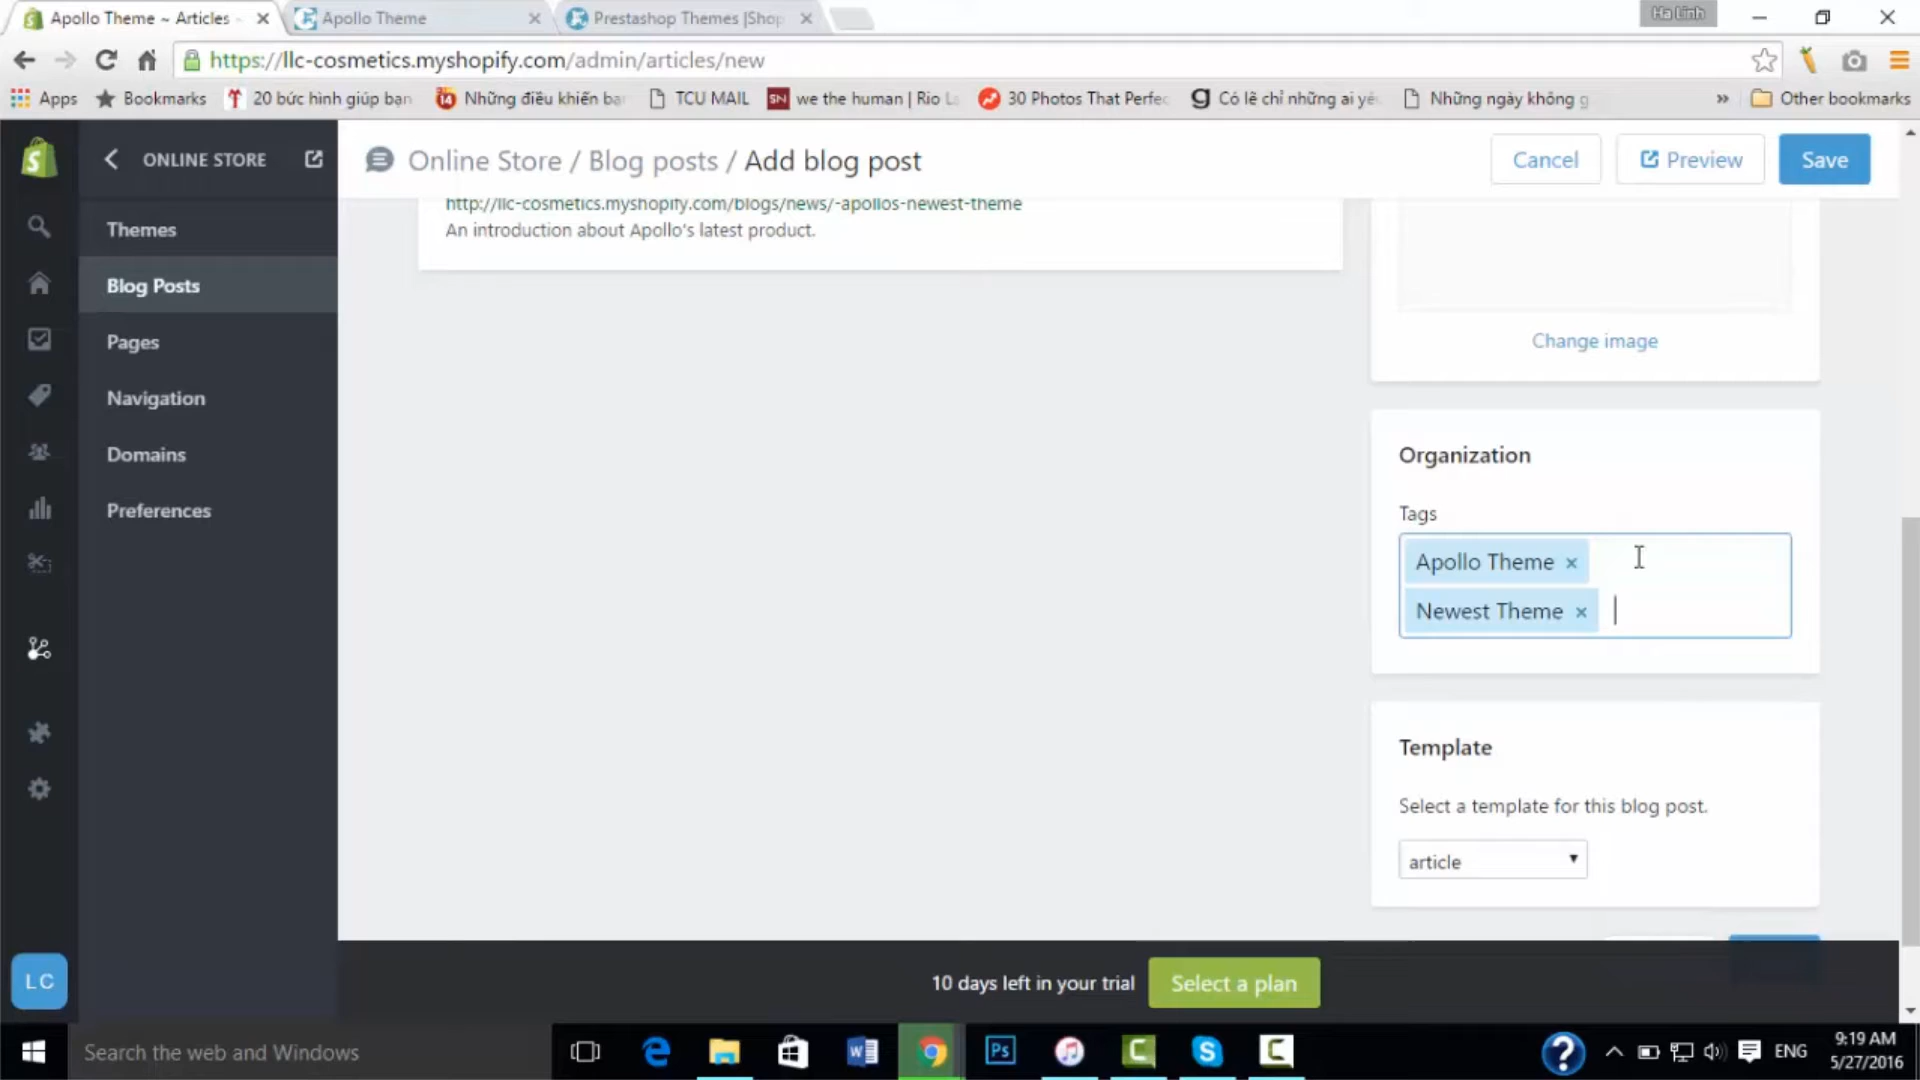 Apollo Theme ~ Articles
Apollo Theme
Prestashop Themes |Shop
Ha Linh
https://llc-cosmetics.myshopify.com/admin/articles/new
Apps
Bookmarks
20 bức hình giúp bạn
Những điều khiến bạ
TCU MAIL
SN
we the human | Rio L
30 Photos That Perfec
Có lẽ chỉ những ai yê
Những ngày không g
»
Other bookmarks
ONLINE STORE
Online Store / Blog posts / Add blog post
Cancel
Preview
Save
Themes
Blog Posts
Pages
Navigation
Domains
Preferences
http://llc-cosmetics.myshopify.com/blogs/news/-apollos-newest-theme
An introduction about Apollo's latest product.
Change image
Organization
Tags
Apollo Theme ×
Newest Theme ×
Template
Select a template for this blog post.
article
LC
10 days left in your trial
Select a plan
Search the web and Windows
Ps
ENG
9:19 AM
5/27/2016